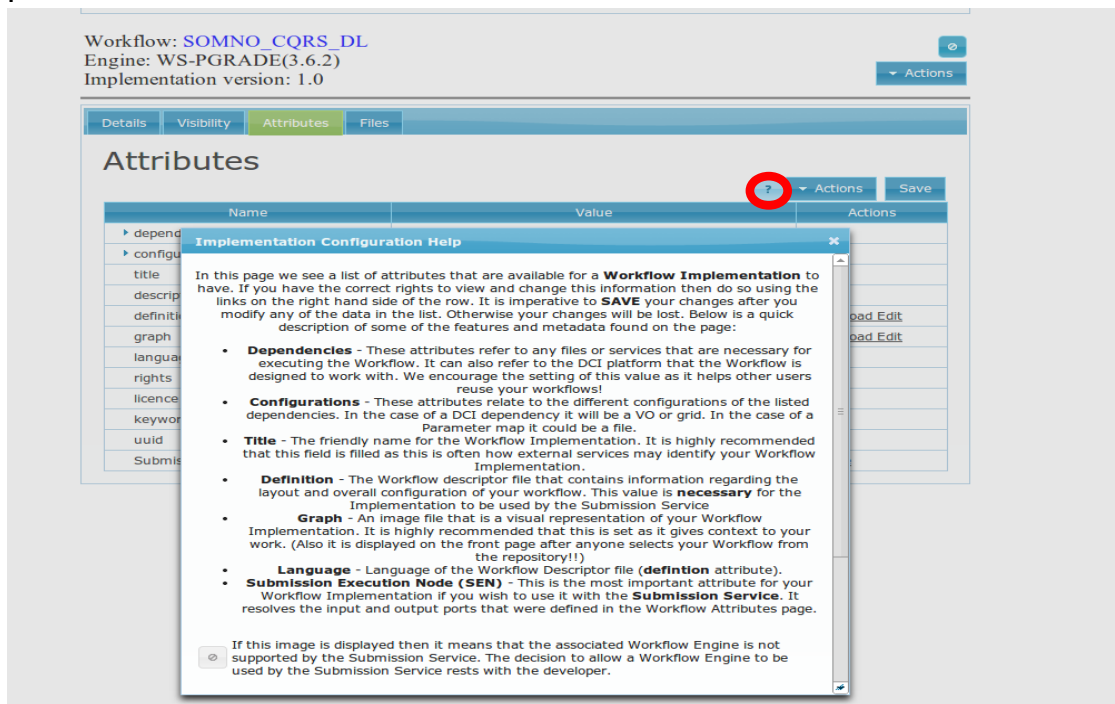 Workflow: SOMNO_CQRS_DL
Engine: WS-PGRADE(3.6.2)
Implementation version: 1.0
Actions
Details Visibility Attributes Files
Attributes
? Actions Save
Name Value Actions
depend
configu
title
descrip
definiti oad Edit
graph oad Edit
langua
rights
licence
keywor
uuid
Submis
Implementation Configuration Help
In this page we see a list of attributes that are available for a Workflow Implementation to
have. If you have the correct rights to view and change this information then do so using the
links on the right hand side of the row. It is imperative to SAVE your changes after you
modify any of the data in the list. Otherwise your changes will be lost. Below is a quick
description of some of the features and metadata found on the page:
• Dependencies - These attributes refer to any files or services that are necessary for
executing the Workflow. It can also refer to the DCI platform that the Workflow is
designed to work with. We encourage the setting of this value as it helps other users
reuse your workflows!
• Configurations - These attributes relate to the different configurations of the listed
dependencies. In the case of a DCI dependency it will be a VO or grid. In the case of a
Parameter map it could be a file.
• Title - The friendly name for the Workflow Implementation. It is highly recommended
that this field is filled as this is often how external services may identify your Workflow
Implementation.
• Definition - The Workflow descriptor file that contains information regarding the
layout and overall configuration of your workflow. This value is necessary for the
Implementation to be used by the Submission Service
• Graph - An image file that is a visual representation of your Workflow
Implementation. It is highly recommended that this is set as it gives context to your
work. (Also it is displayed on the front page after anyone selects your Workflow from
the repository!!)
• Language - Language of the Workflow Descriptor file (defintion attribute).
• Submission Execution Node (SEN) - This is the most important attribute for your
Workflow Implementation if you wish to use it with the Submission Service. It
resolves the input and output ports that were defined in the Workflow Attributes page.
If this image is displayed then it means that the associated Workflow Engine is not
supported by the Submission Service. The decision to allow a Workflow Engine to be
used by the Submission Service rests with the developer.